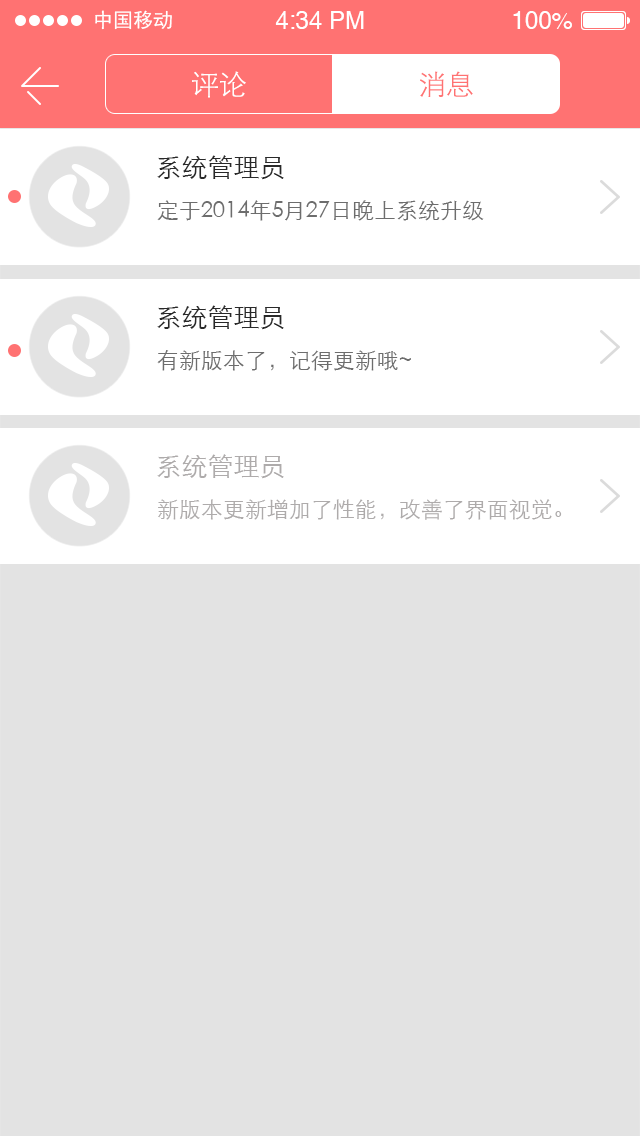 中国移动 4:34 PM 100%
评论 消息
系统管理员
定于2014年5月27日晚上系统升级
系统管理员
有新版本了，记得更新哦~
系统管理员
新版本更新增加了性能，改善了界面视觉。